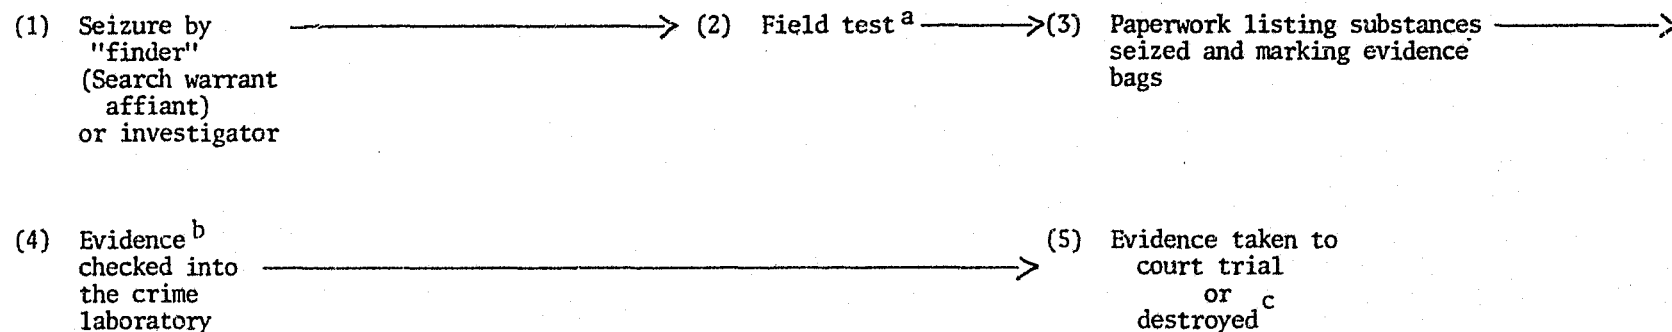 (1) Seizure by
"finder"
(Search warrant
affiant)
or investigator
(2) Field test a
(3) Paperwork listing substances
seized and marking evidence
bags
(4) Evidence b
checked into
the crime
laboratory
(5) Evidence taken to
court trial
or
destroyed c